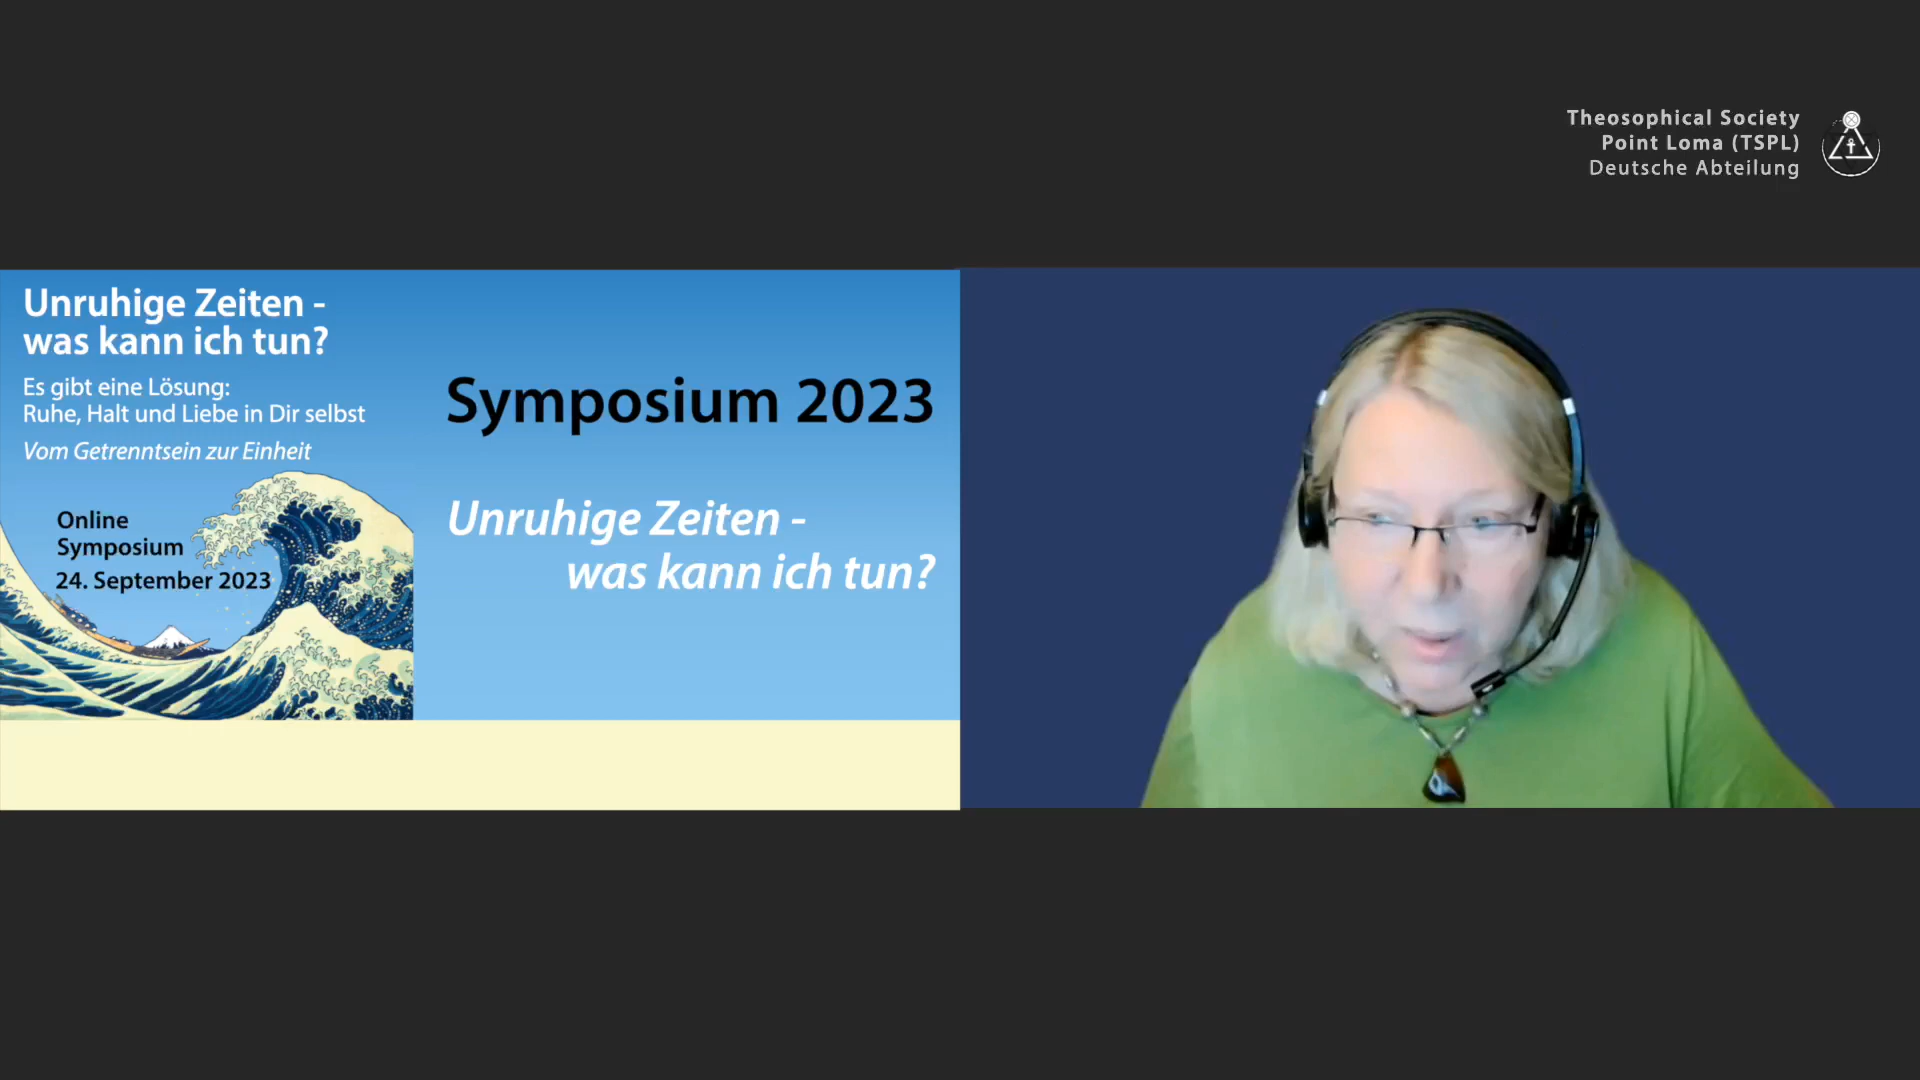 Theosophical Society
Point Loma (TSPL)
Deutsche Abteilung
Unruhige Zeiten -
was kann ich tun?
Es gibt eine Lösung:
Ruhe, Halt und Liebe in Dir selbst
Vom Getrenntsein zur Einheit
Online
Symposium
24. September 2023
Symposium 2023
Unruhige Zeiten -
was kann ich tun?